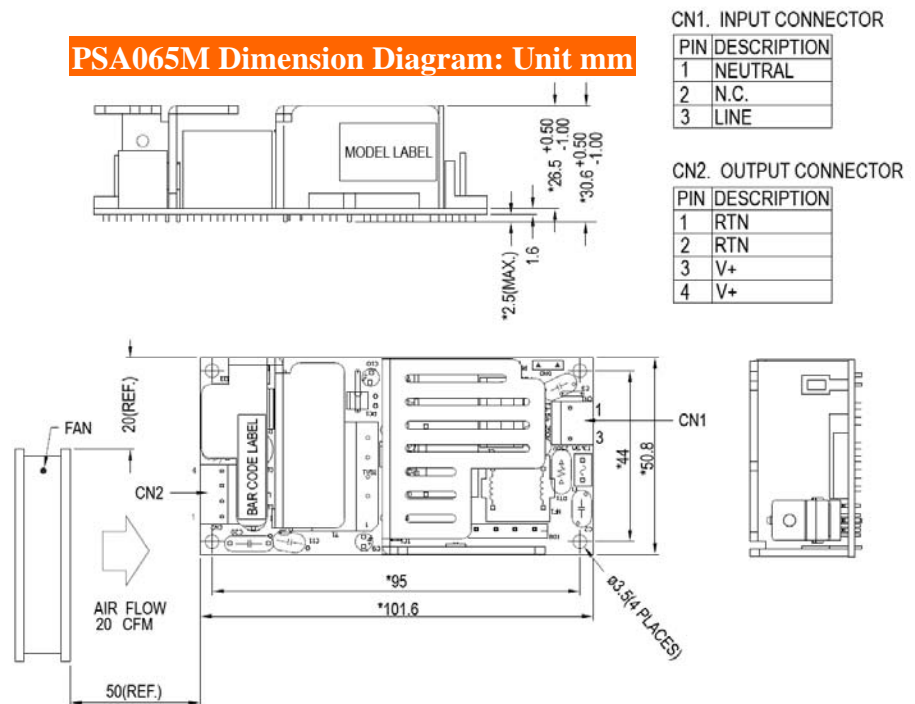 PSA065M Dimension Diagram: Unit mm
CN1. INPUT CONNECTOR
PIN DESCRIPTION
1 NEUTRAL
2 N.C.
3 LINE
CN2. OUTPUT CONNECTOR
PIN DESCRIPTION
1 RTN
2 RTN
3 V+
4 V+
MODEL LABEL
*26.5 +0.50 -1.00
*30.6 +0.50 -1.00
1.6
*2.5(MAX.)
20(REF.)
FAN
CN2
BAR CODE LABEL
1
3
CN1
*44
*50.8
*95
*101.6
ø3.5(4 PLACES)
AIR FLOW
20 CFM
50(REF.)